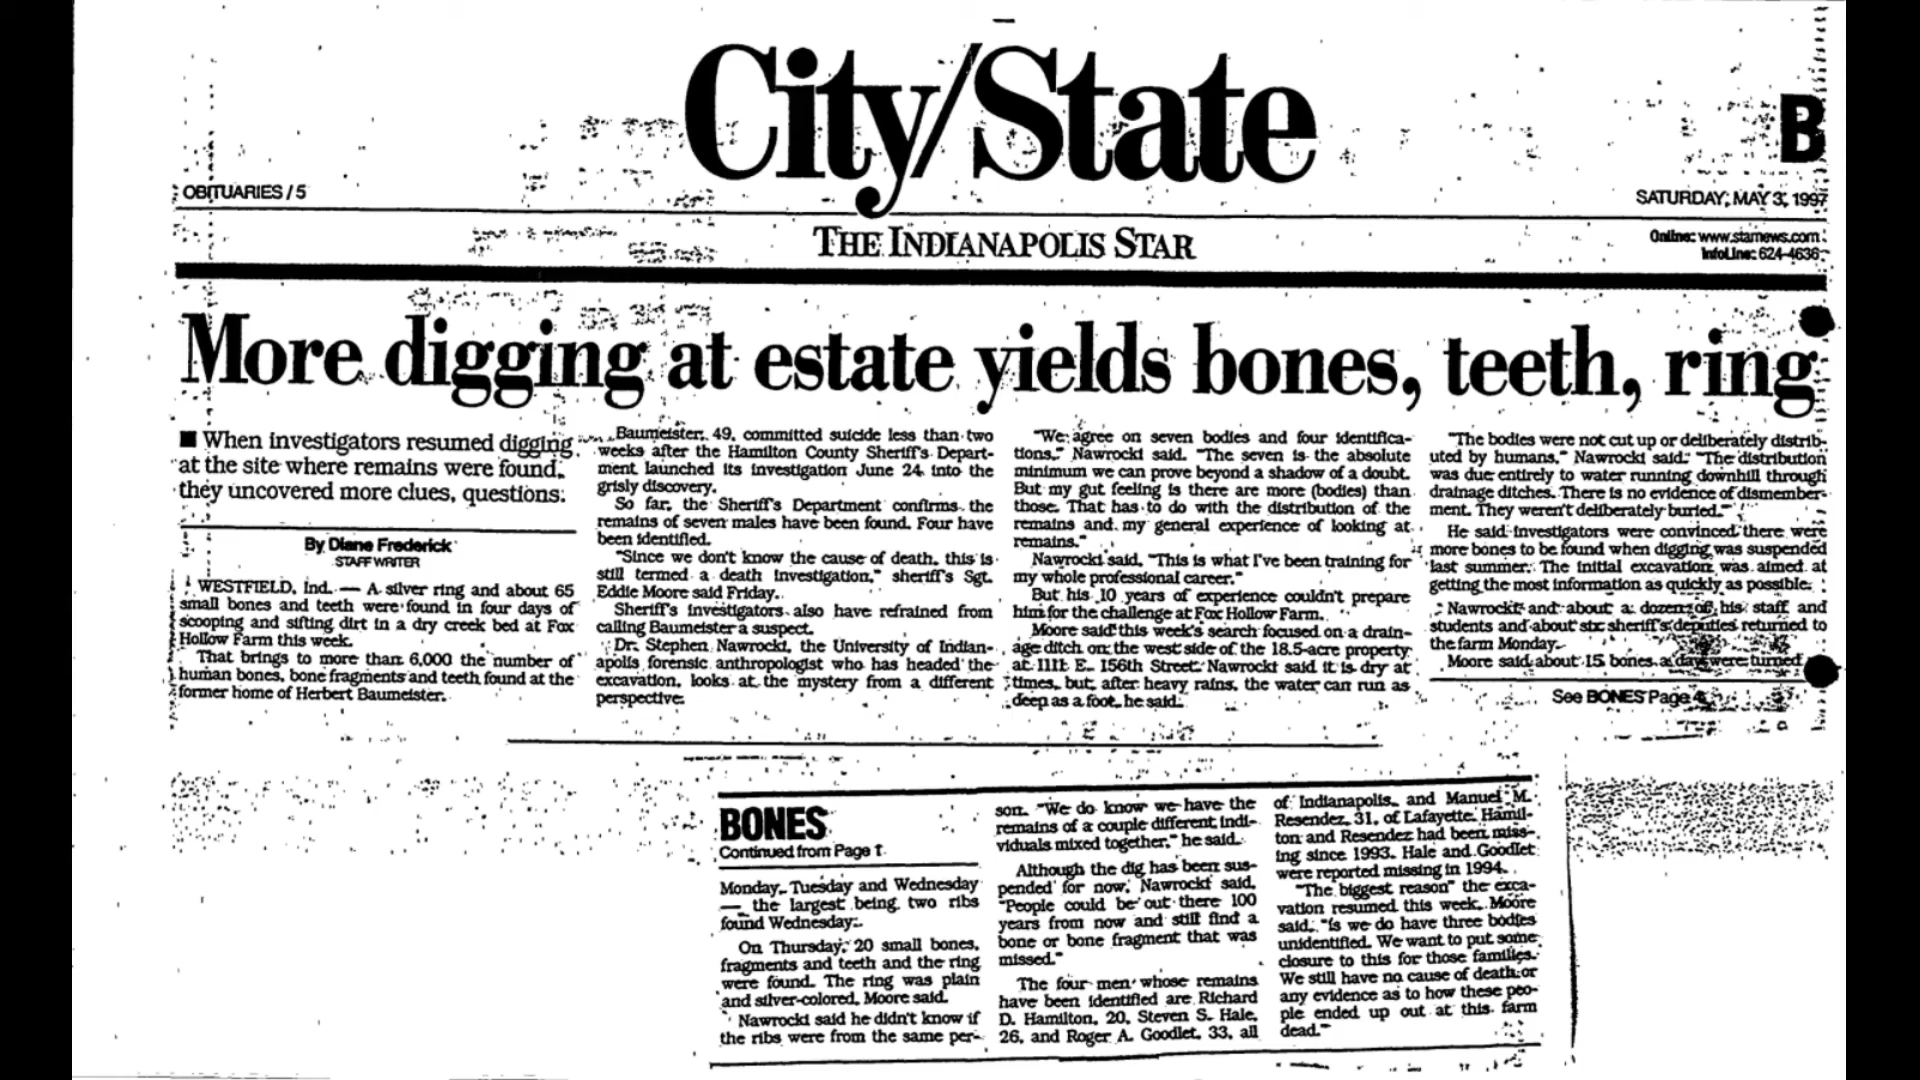 City/State
B
OBITUARIES / 5
SATURDAY, MAY 3, 1997
THE INDIANAPOLIS STAR
Online: www.starnews.com
InfoLine: 624-4636
More digging at estate yields bones, teeth, ring
■ When investigators resumed digging
at the site where remains were found,
they uncovered more clues, questions.
By Diane Frederick
STAFF WRITER
WESTFIELD, Ind. — A silver ring and about 65
small bones and teeth were found in four days of
scooping and sifting dirt in a dry creek bed at Fox
Hollow Farm this week.
That brings to more than 6,000 the number of
human bones, bone fragments and teeth found at the
former home of Herbert Baumeister.
Baumeister, 49, committed suicide less than two
weeks after the Hamilton County Sheriff's Depart-
ment launched its investigation June 24 into the
grisly discovery.
So far, the Sheriff's Department confirms the
remains of seven males have been found. Four have
been identified.
"Since we don't know the cause of death, this is
still termed a death investigation," sheriff's Sgt.
Eddie Moore said Friday.
Sheriff's investigators also have refrained from
calling Baumeister a suspect.
Dr. Stephen Nawrocki, the University of Indian-
apolis forensic anthropologist who has headed the
excavation, looks at the mystery from a different
perspective.
"We agree on seven bodies and four identifica-
tions," Nawrocki said. "The seven is the absolute
minimum we can prove beyond a shadow of a doubt.
But my gut feeling is there are more (bodies) than
those. That has to do with the distribution of the
remains and my general experience of looking at
remains."
Nawrocki said, "This is what I've been training for
my whole professional career."
But his 10 years of experience couldn't prepare
him for the challenge at Fox Hollow Farm.
Moore said this week's search focused on a drain-
age ditch on the west side of the 18.5-acre property
at 1111 E. 156th Street. Nawrocki said it is dry at
times, but, after heavy rains, the water can run as
deep as a foot, he said.
"The bodies were not cut up or deliberately distrib-
uted by humans," Nawrocki said. "The distribution
was due entirely to water running downhill through
drainage ditches. There is no evidence of dismember-
ment. They weren't deliberately buried."
He said investigators were convinced there were
more bones to be found when digging was suspended
last summer. The initial excavation was aimed at
getting the most information as quickly as possible.
Nawrocki and about a dozen of his staff and
students and about six sheriff's deputies returned to
the farm Monday.
Moore said about 15 bones a day were turned
See BONES Page 4
BONES
Continued from Page 1
Monday, Tuesday and Wednesday
— the largest being two ribs
found Wednesday.
On Thursday, 20 small bones,
fragments and teeth and the ring
were found. The ring was plain
and silver-colored, Moore said.
Nawrocki said he didn't know if
the ribs were from the same per-
son. "We do know we have the
remains of a couple different indi-
viduals mixed together," he said.
Although the dig has been sus-
pended for now, Nawrocki said,
"People could be out there 100
years from now and still find a
bone or bone fragment that was
missed."
The four men whose remains
have been identified are Richard
D. Hamilton, 20, Steven S. Hale,
26, and Roger A. Goodlet, 33, all
of Indianapolis, and Manuel M.
Resendez, 31, of Lafayette. Hamil-
ton and Resendez had been miss-
ing since 1993. Hale and Goodlet
were reported missing in 1994.
"The biggest reason" the exca-
vation resumed this week, Moore
said, "is we do have three bodies
unidentified. We want to put some
closure to this for those families.
We still have no cause of death or
any evidence as to how these peo-
ple ended up out at this farm
dead."